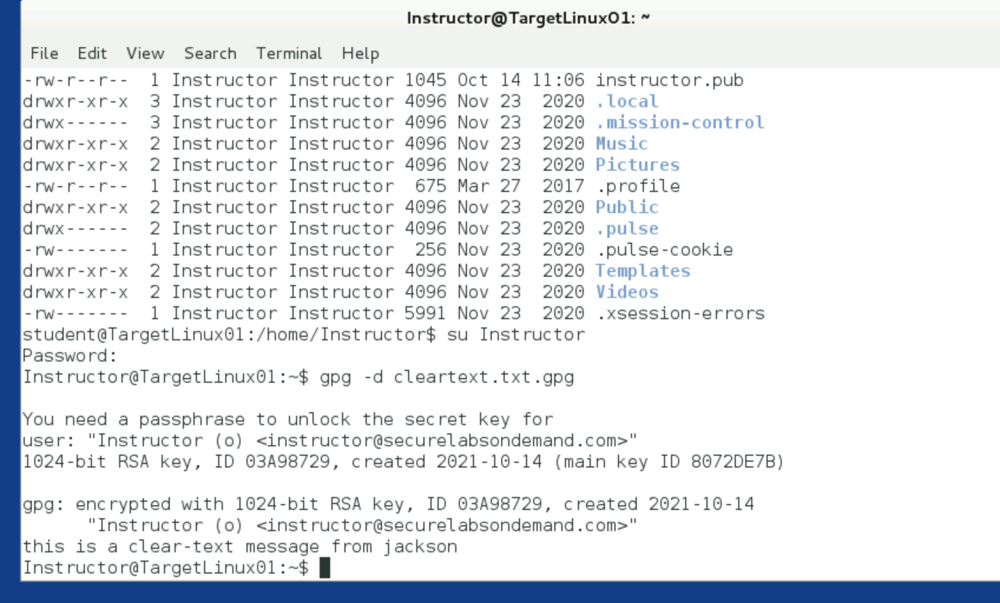 Instructor@TargetLinux01: ~
File Edit View Search Terminal Help
-rw-r--r--  1 Instructor Instructor 1045 Oct 14 11:06 instructor.pub
drwxr-xr-x  3 Instructor Instructor 4096 Nov 23  2020 .local
drwx------  3 Instructor Instructor 4096 Nov 23  2020 .mission-control
drwxr-xr-x  2 Instructor Instructor 4096 Nov 23  2020 Music
drwxr-xr-x  2 Instructor Instructor 4096 Nov 23  2020 Pictures
-rw-r--r--  1 Instructor Instructor  675 Mar 27  2017 .profile
drwxr-xr-x  2 Instructor Instructor 4096 Nov 23  2020 Public
drwx------  2 Instructor Instructor 4096 Nov 23  2020 .pulse
-rw-------  1 Instructor Instructor  256 Nov 23  2020 .pulse-cookie
drwxr-xr-x  2 Instructor Instructor 4096 Nov 23  2020 Templates
drwxr-xr-x  2 Instructor Instructor 4096 Nov 23  2020 Videos
-rw-------  1 Instructor Instructor 5991 Nov 23  2020 .xsession-errors
student@TargetLinux01:/home/Instructor$ su Instructor
Password:
Instructor@TargetLinux01:~$ gpg -d cleartext.txt.gpg
You need a passphrase to unlock the secret key for
user: "Instructor (o) <instructor@securelabsondemand.com>"
1024-bit RSA key, ID 03A98729, created 2021-10-14 (main key ID 8072DE7B)
gpg: encrypted with 1024-bit RSA key, ID 03A98729, created 2021-10-14
      "Instructor (o) <instructor@securelabsondemand.com>"
this is a clear-text message from jackson
Instructor@TargetLinux01:~$